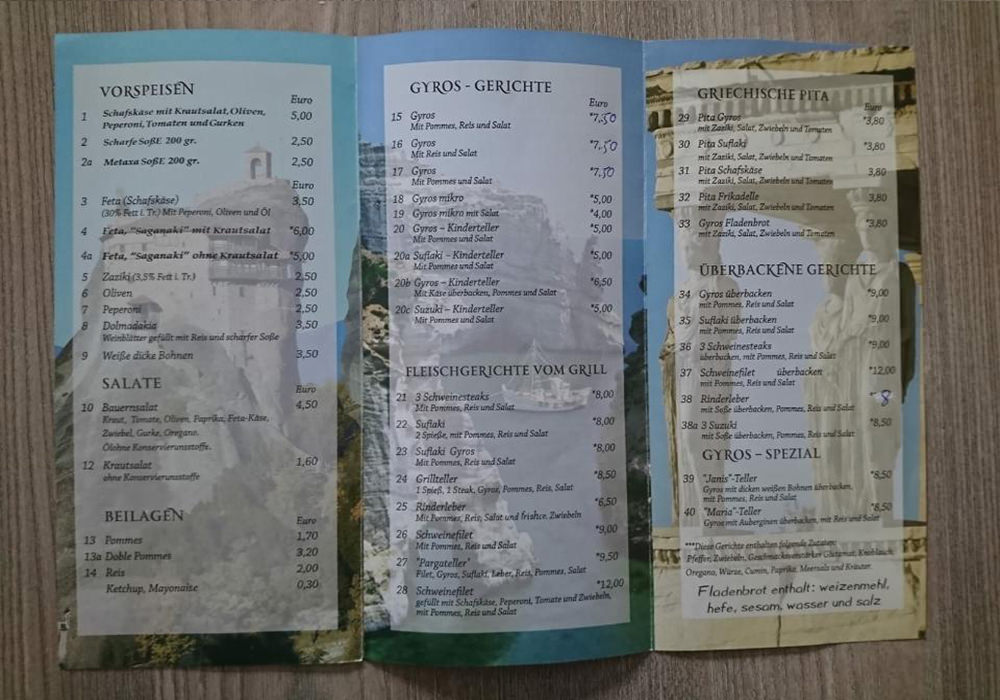 VORSPEISEN
Euro
1 Schafskäse mit Krautsalat, Oliven, 5,00
Peperoni, Tomaten und Gurken
2 Scharfe SoßE 200 gr. 2,50
2a Metaxa SoßE 200 gr. 2,50
Euro
3 Feta (Schafskäse) 3,50
(30% Fett i. Tr.) Mit Peperoni, Oliven und Öl
4 Feta, "Saganaki" mit Krautsalat *6,00
4a Feta, "Saganaki" ohne Krautsalat *5,00
5 Zaziki (3,5% Fett i. Tr.) 2,50
6 Oliven 2,50
7 Peperoni 2,50
8 Dolmadakia 3,50
Weinblätter gefüllt mit Reis und scharfer Soße
9 Weiße dicke Bohnen 3,50
SALATE
Euro
10 Bauernsalat 4,50
Kraut, Tomate, Oliven, Paprika, Feta-Käse,
Zwiebel, Gurke, Oregano.
Ölohne Konservierunsstoffe.
12 Krautsalat 1,60
ohne Konservierunsstoffe
BEILAGEN
Euro
13 Pommes 1,70
13a Doble Pommes 3,20
14 Reis 2,00
Ketchup, Mayonaise 0,30
GYROS - GERICHTE
Euro
15 Gyros *7,50
Mit Pommes, Reis und Salat
16 Gyros *7,50
Mit Reis und Salat
17 Gyros *7,50
Mit Pommes und Salat
18 Gyros mikro *5,00
19 Gyros mikro mit Salat *4,00
20 Gyros – Kinderteller *5,00
Mit Pommes und Salat
20a Suflaki – Kinderteller *5,00
Mit Pommes und Salat
20b Gyros – Kinderteller *6,50
Mit Käse überbacken, Pommes und Salat
20c Suzuki – Kinderteller *5,00
Mit Pommes und Salat
FLEISCHGERICHTE VOM GRILL
21 3 Schweinesteaks *8,00
Mit Pommes, Reis und Salat
22 Suflaki *8,00
2 Spieße, mit Pommes, Reis und Salat
23 Suflaki Gyros *8,00
Mit Pommes, Reis und Salat
24 Grillteller *8,50
1 Spieß, 1 Steak, Gyros, Pommes, Reis, Salat
25 Rinderleber *6,50
Mit Pommes, Reis, Salat und frishce, Zwiebeln
26 Schweinefilet *9,00
Mit Pommes, Reis und Salat
27 "Pargateller" *9,50
Filet, Gyros, Suflaki, Leber, Reis, Pommes, Salat
28 Schweinefilet *12,00
gefüllt mit Schafskäse, Peperoni, Tomate und Zwiebeln,
mit Pommes, Reis und Salat
GRIECHISCHE PITA
Euro
29 Pita Gyros *3,80
mit Zaziki, Salat, Zwiebeln und Tomaten
30 Pita Suflaki *3,80
mit Zaziki, Salat, Zwiebeln und Tomaten
31 Pita Schafskäse 3,80
mit Zaziki, Salat, Zwiebeln und Tomaten
32 Pita Frikadelle 3,80
mit Zaziki, Salat, Zwiebeln und Tomaten
33 Gyros Fladenbrot *3,80
mit Zaziki, Salat, Zwiebeln und Tomaten
ÜBERBACKENE GERICHTE
34 Gyros überbacken *9,00
mit Pommes, Reis und Salat
35 Suflaki überbacken *9,00
mit Pommes, Reis und Salat
36 3 Schweinesteaks *9,00
überbacken, mit Pommes, Reis und Salat
37 Schweinefilet überbacken *12,00
mit Pommes, Reis und Salat
38 Rinderleber *8
mit Soße überbacken, Pommes, Reis und Salat
38a 3 Suzuki *8,50
mit Soße überbacken, Pommes, Reis und Salat
GYROS – SPEZIAL
39 "Janis"-Teller *8,50
Gyros mit dicken weißen Bohnen überbacken,
mit Pommes, Reis und Salat
40 "Maria"-Teller *8,50
Gyros mit Auberginen überbacken, mit Reis und Salat
***Diese Gerichte enthalten folgende Zutaten:
Pfeffer, Zwiebeln, Geschmacksverstärker Glutamat, Knoblauch,
Oregano, Würze, Cumin, Paprika, Meersalz und Kräuter.
Fladenbrot enthält: weizenmehl,
hefe, sesam, wasser und salz